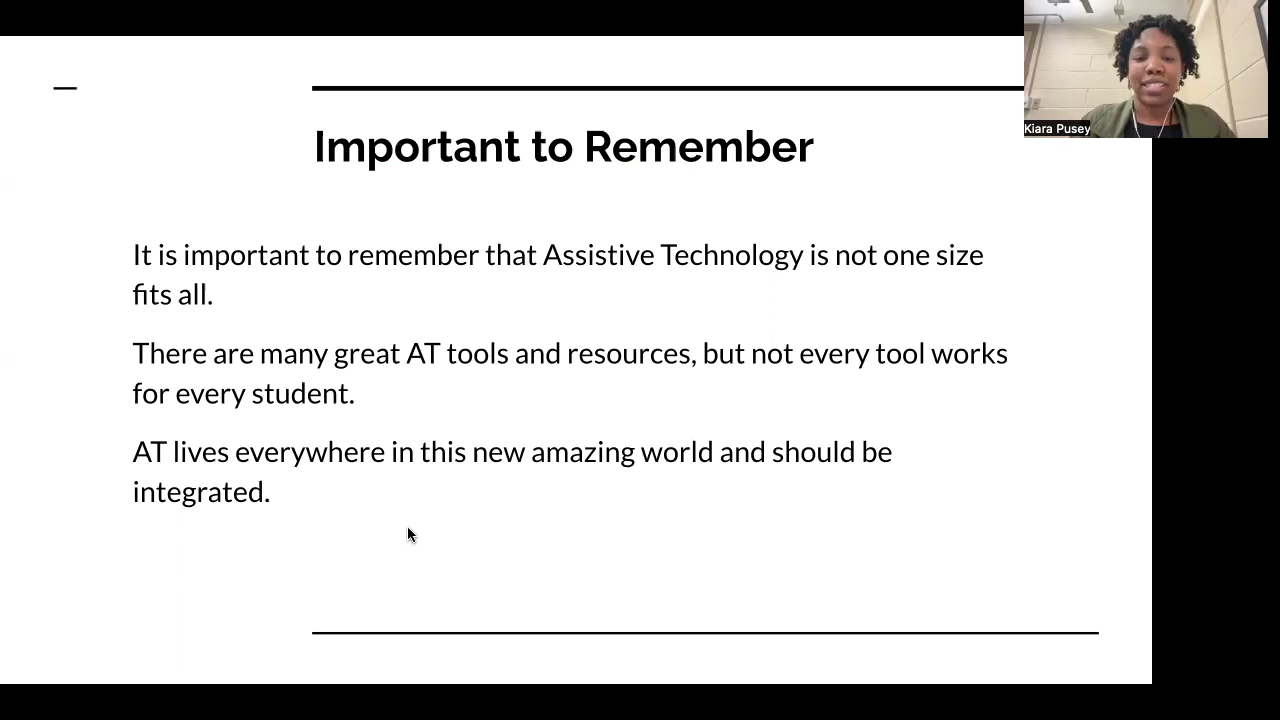 Important to Remember
It is important to remember that Assistive Technology is not one size
fits all.
There are many great AT tools and resources, but not every tool works
for every student.
AT lives everywhere in this new amazing world and should be
integrated.
Kiara Pusey